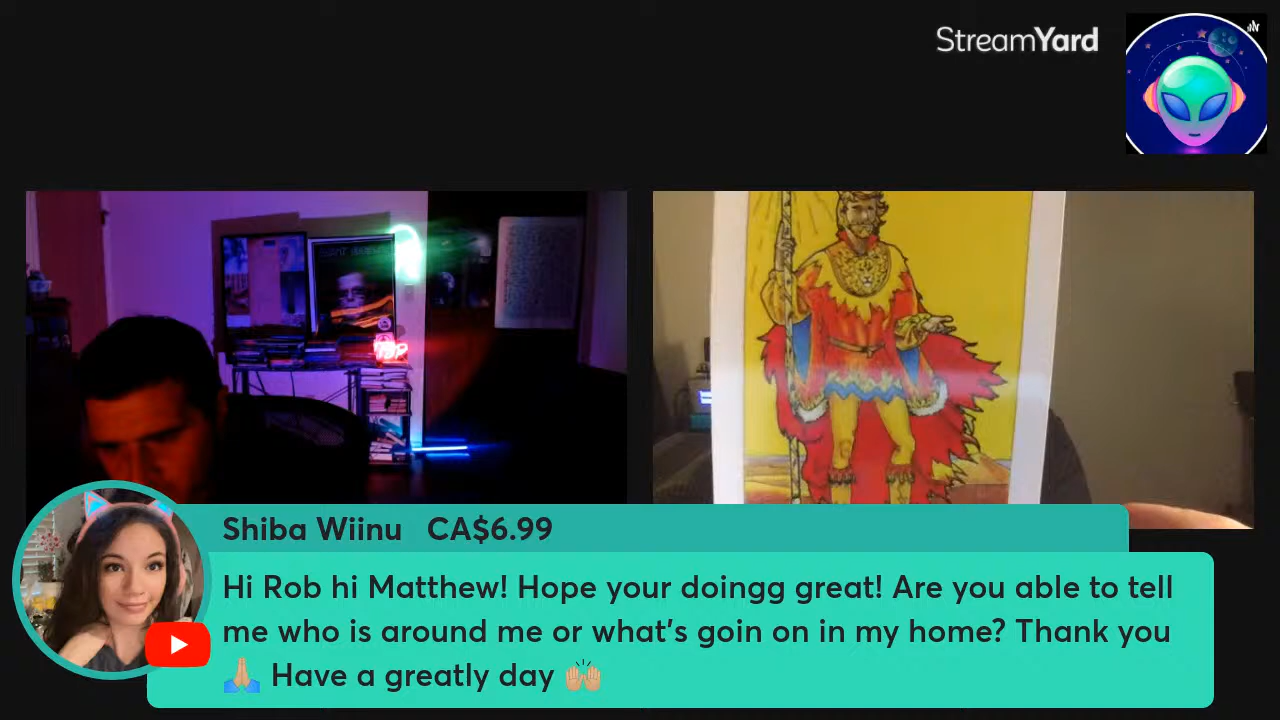 StreamYard
Shiba Wiinu CA$6.99
Hi Rob hi Matthew! Hope your doingg great! Are you able to tell
me who is around me or what's goin on in my home? Thank you
🙏🏼 Have a greatly day 🙌🏼